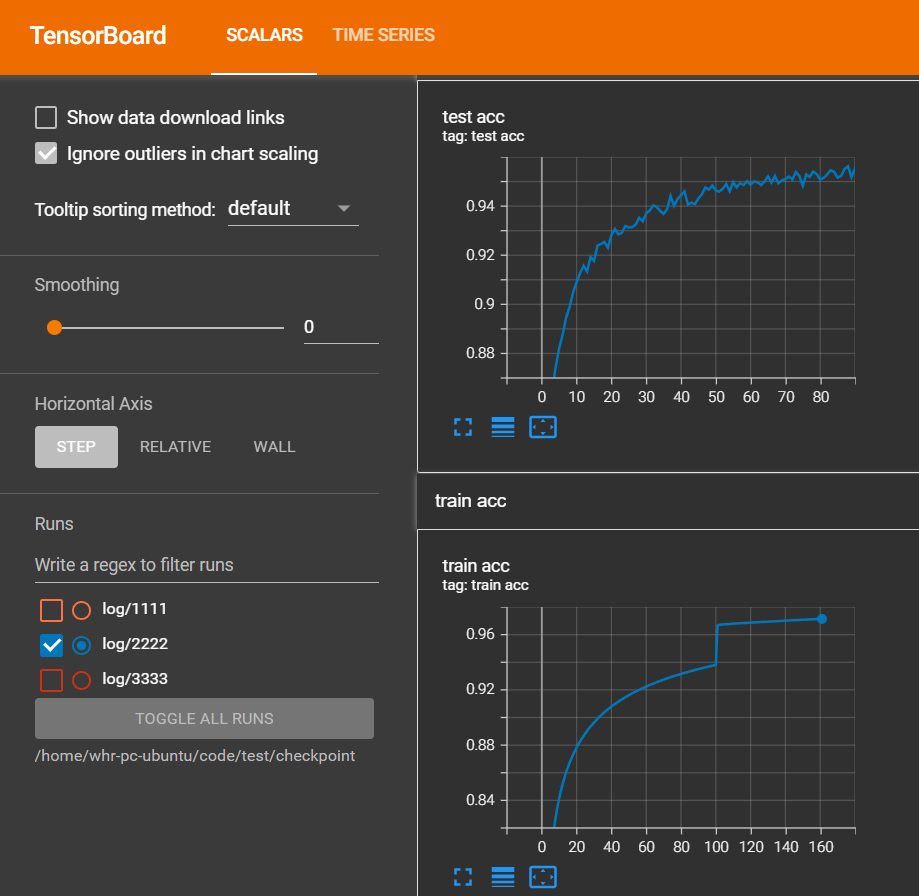 TensorBoard
SCALARS
TIME SERIES
Show data download links
Ignore outliers in chart scaling
Tooltip sorting method:
default
Smoothing
0
Horizontal Axis
STEP
RELATIVE
WALL
Runs
Write a regex to filter runs
log/1111
log/2222
log/3333
TOGGLE ALL RUNS
/home/whr-pc-ubuntu/code/test/checkpoint
test acc
tag: test acc
0.94
0.92
0.9
0.88
0 10 20 30 40 50 60 70 80
train acc
train acc
tag: train acc
0.96
0.92
0.88
0.84
0 20 40 60 80 100 120 140 160